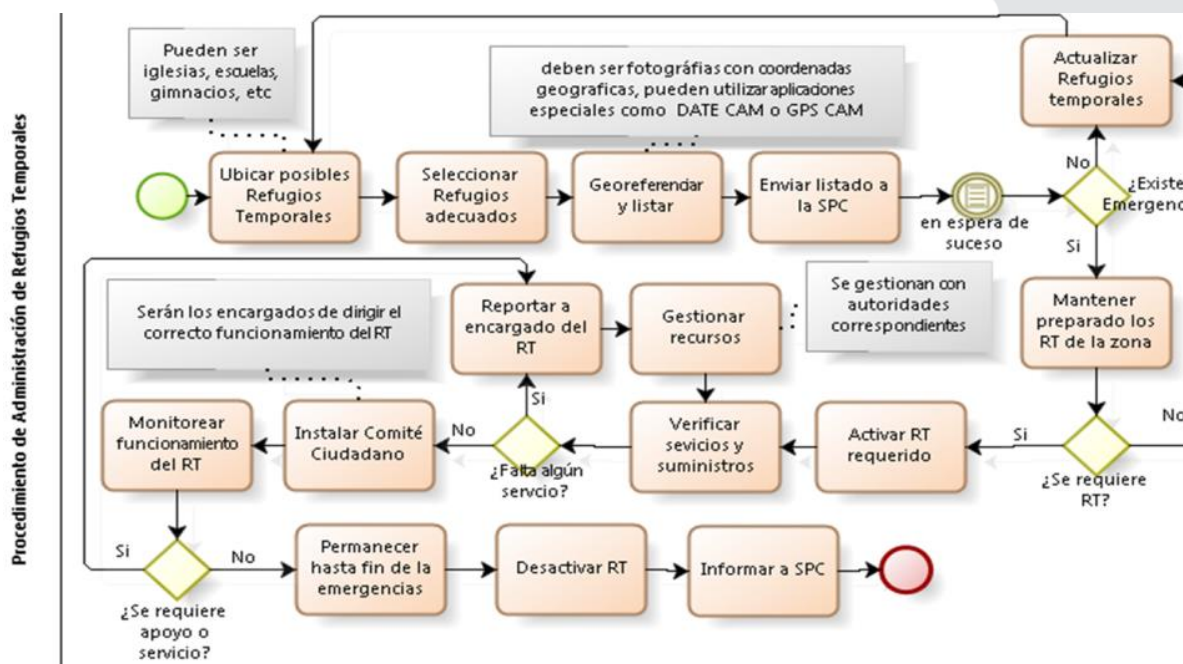 Procedimiento de Administración de Refugios Temporales
Pueden ser
iglesias, escuelas,
gimnacios, etc
deben ser fotográfias con coordenadas
geograficas, pueden utilizar aplicaciones
especiales como DATE CAM o GPS CAM
Actualizar
Refugios
temporales
Ubicar posibles
Refugios
Temporales
Seleccionar
Refugios
adecuados
Georeferenciar
y listar
Enviar listado a
la SPC
en espera de
suceso
No
¿Existe
Emergenc
Si
Serán los encargados de dirigir el
correcto funcionamiento del RT
Reportar a
encargado del
RT
Gestionar
recursos
Se gestionan con
autoridades
correspondientes
Mantener
preparado los
RT de la zona
Monitorear
funcionamiento
del RT
Instalar Comité
Ciudadano
No
Si
¿Falta algún
servcio?
Verificar
sevicios y
suministros
Activar RT
requerido
Si
No
¿Se requiere
RT?
Si
No
¿Se requiere
apoyo o
servicio?
Permanecer
hasta fin de la
emergencias
Desactivar RT
Informar a SPC